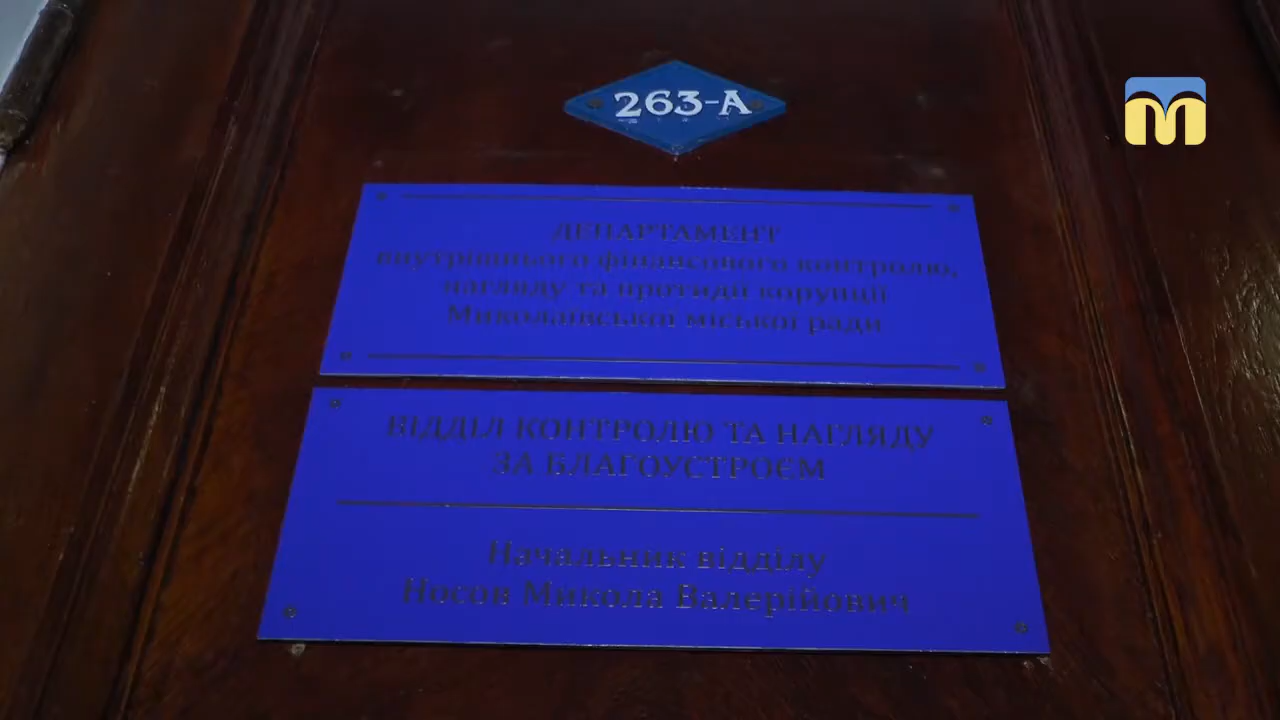 263-А
ДЕПАРТАМЕНТ
внутрішнього фінансового контролю,
нагляду та протидії корупції
Миколаївської міської ради
ВІДДІЛ КОНТРОЛЮ ТА НАГЛЯДУ
ЗА БЛАГОУСТРОЄМ
Начальник відділу
Носов Микола Валерійович